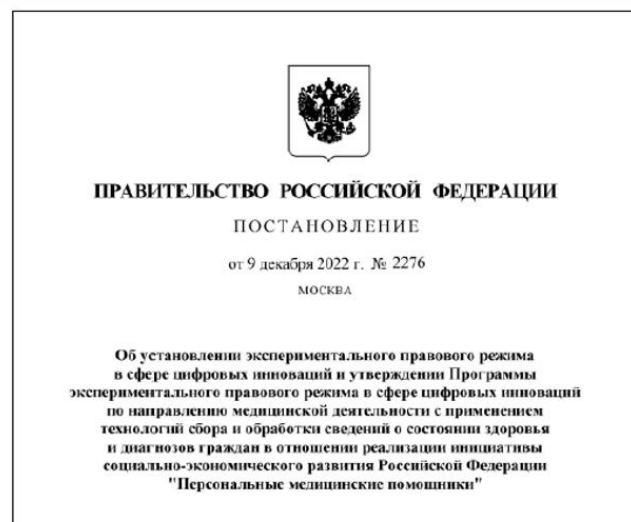 ПРАВИТЕЛЬСТВО РОССИЙСКОЙ ФЕДЕРАЦИИ
ПОСТАНОВЛЕНИЕ
от 9 декабря 2022 г. № 2276
МОСКВА
Об установлении экспериментального правового режима
в сфере цифровых инноваций и утверждении Программы
экспериментального правового режима в сфере цифровых инноваций
по направлению медицинской деятельности с применением
технологий сбора и обработки сведений о состоянии здоровья
и диагнозов граждан в отношении реализации инициативы
социально-экономического развития Российской Федерации
"Персональные медицинские помощники"